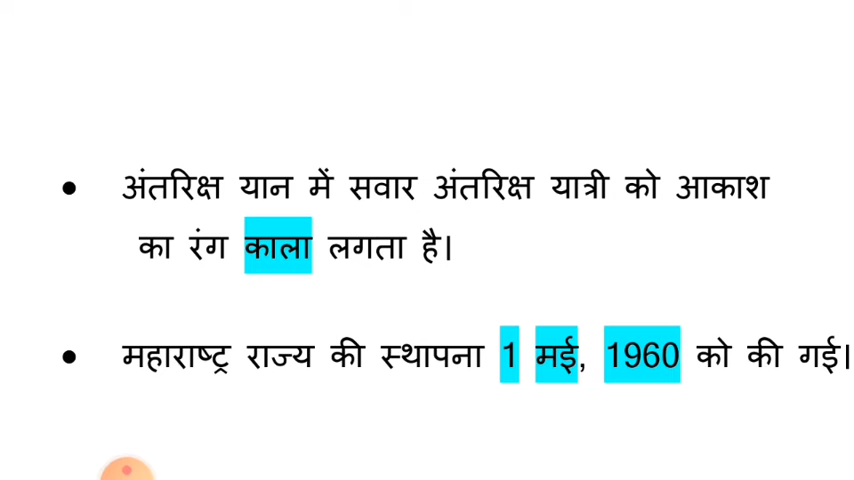 • अंतरिक्ष यान में सवार अंतरिक्ष यात्री को आकाश
का रंग काला लगता है।
• महाराष्ट्र राज्य की स्थापना 1 मई, 1960 को की गई।